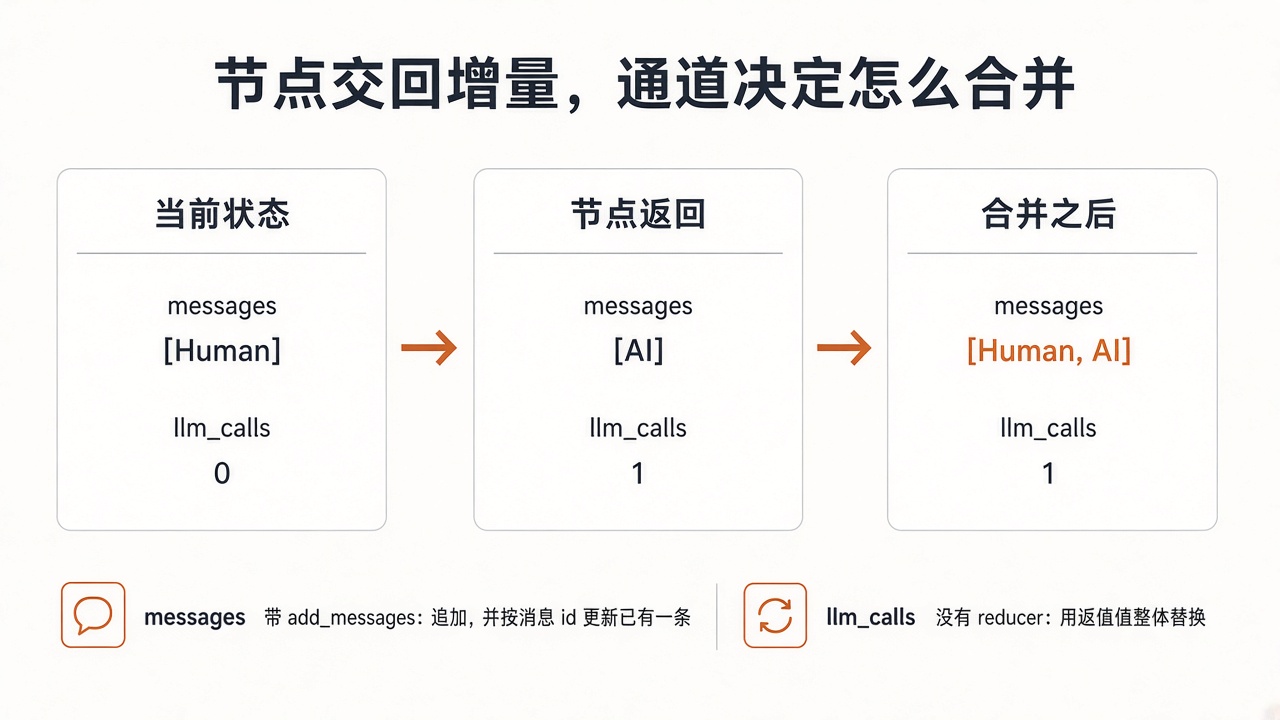 节点交回增量，通道决定怎么合并
当前状态
messages
[Human]
llm_calls
0
节点返回
messages
[AI]
llm_calls
1
合并之后
messages
[Human, AI]
llm_calls
1
messages 带 add_messages：追加，并按消息 id 更新已有一条
llm_calls 没有 reducer：用返值值整体替换